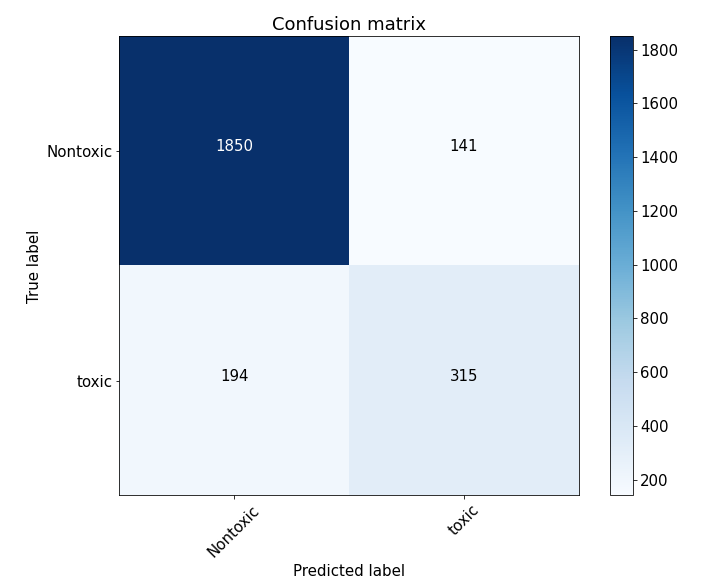 Confusion matrix
1850 141
Nontoxic
194 315
toxic
True label
Nontoxic toxic
Predicted label
1800
1600
1400
1200
1000
800
600
400
200